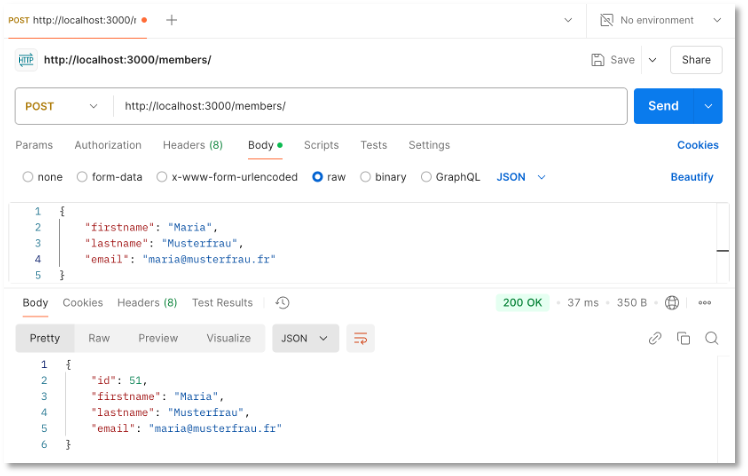 POST http://localhost:3000/r
No environment
HTTP http://localhost:3000/members/
Save
Share
POST http://localhost:3000/members/
Send
Params Authorization Headers (8) Body Scripts Tests Settings Cookies
none form-data x-www-form-urlencoded raw binary GraphQL JSON Beautify
1 {
2 "firstname": "Maria",
3 "lastname": "Musterfrau",
4 "email": "maria@musterfrau.fr"
5 }
Body Cookies Headers (8) Test Results 200 OK 37 ms 350 B
Pretty Raw Preview Visualize JSON
1 {
2 "id": 51,
3 "firstname": "Maria",
4 "lastname": "Musterfrau",
5 "email": "maria@musterfrau.fr"
6 }